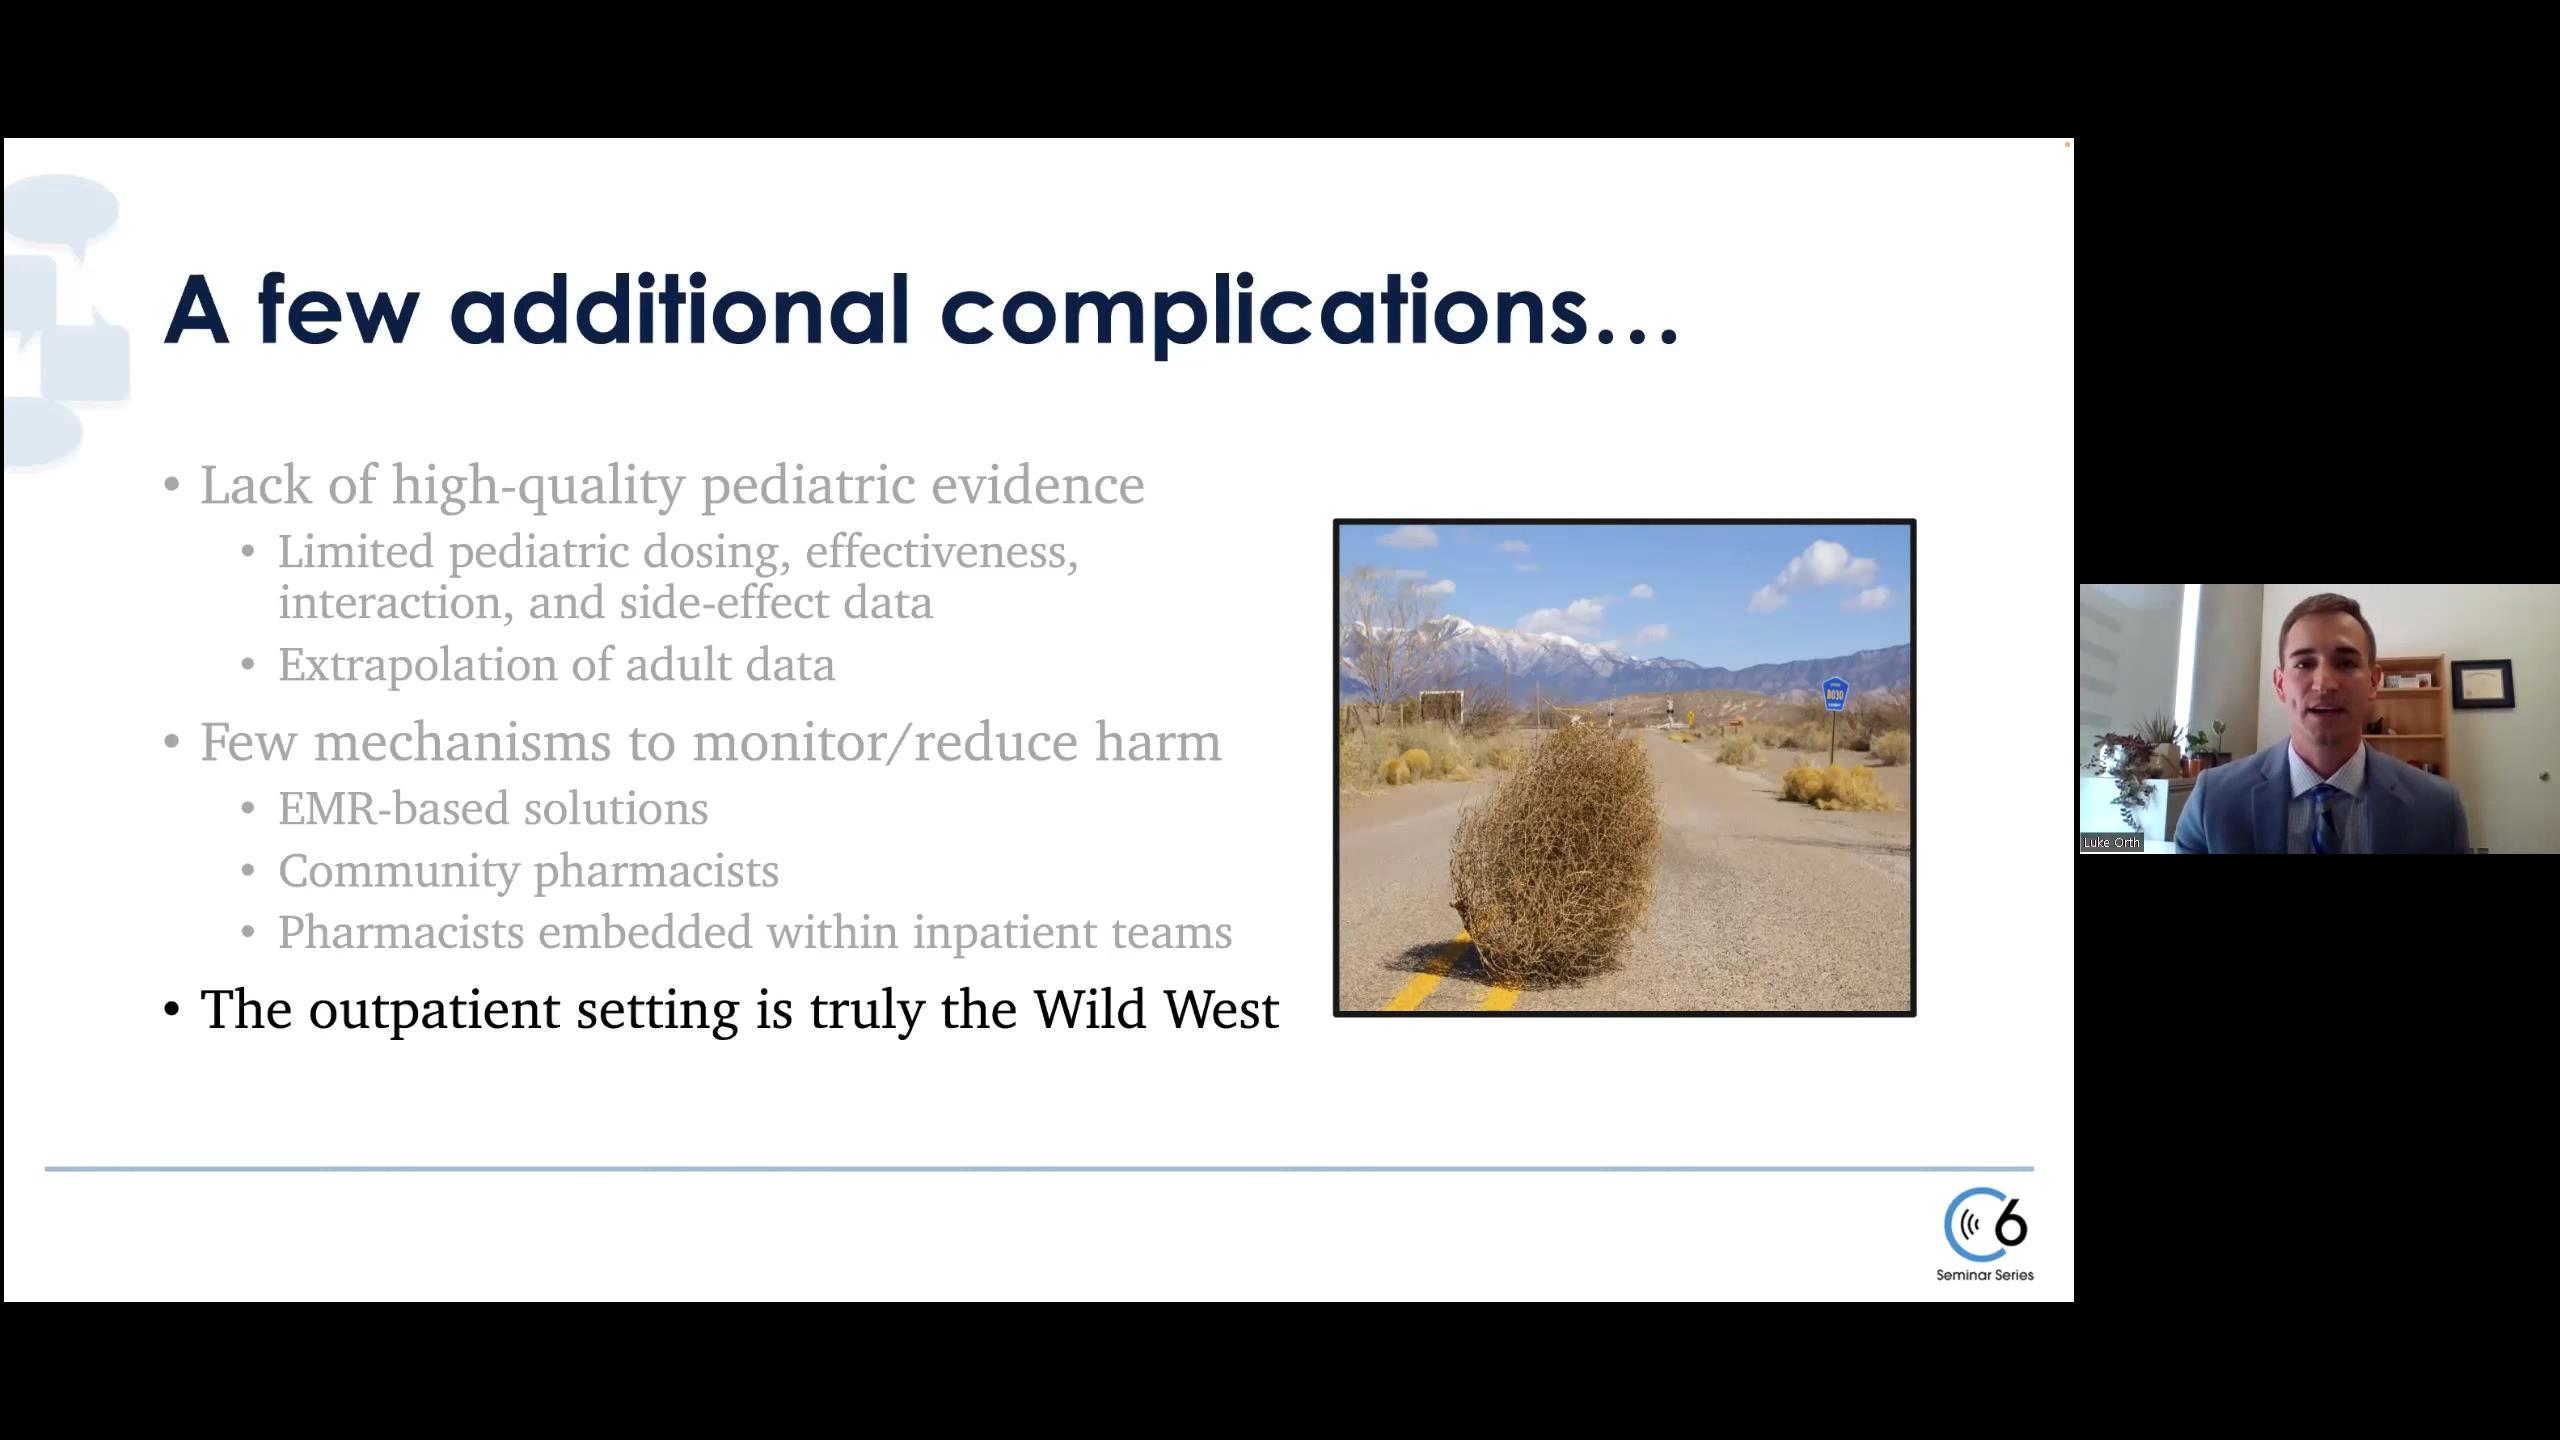 A few additional complications…
• Lack of high-quality pediatric evidence
• Limited pediatric dosing, effectiveness,
interaction, and side-effect data
• Extrapolation of adult data
• Few mechanisms to monitor/reduce harm
• EMR-based solutions
• Community pharmacists
• Pharmacists embedded within inpatient teams
• The outpatient setting is truly the Wild West
B030
Luke Orth
C6
Seminar Series